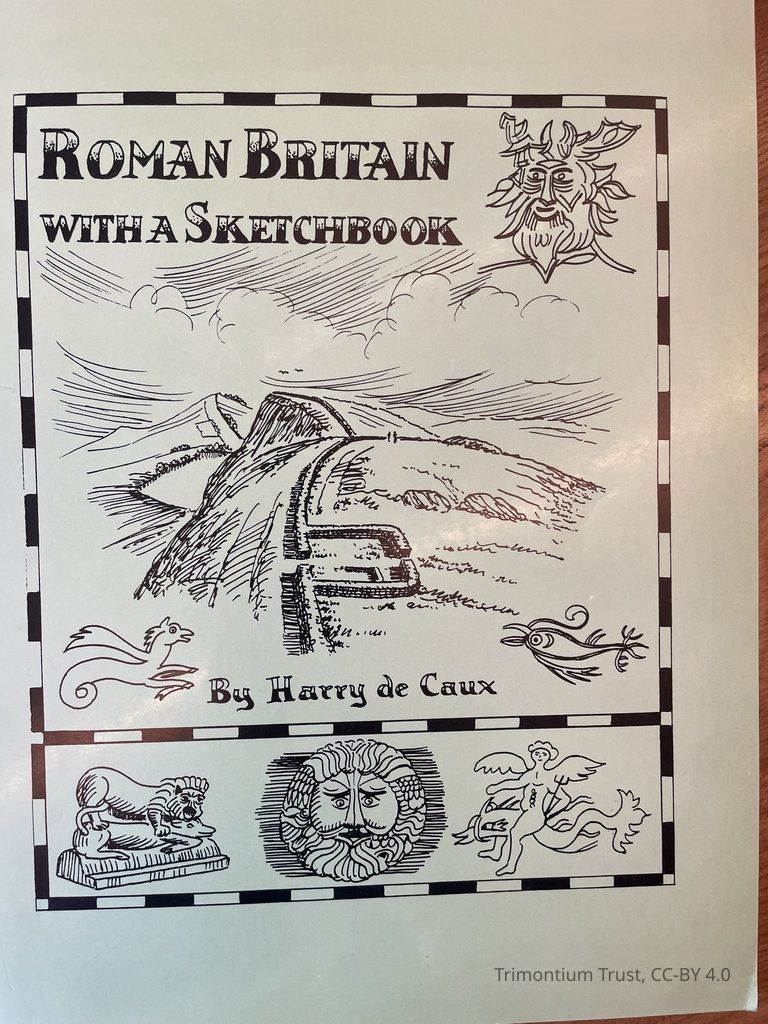 ROMAN BRITAIN
WITH A SKETCHBOOK
By Harry de Caux
Trimontium Trust, CC-BY 4.0